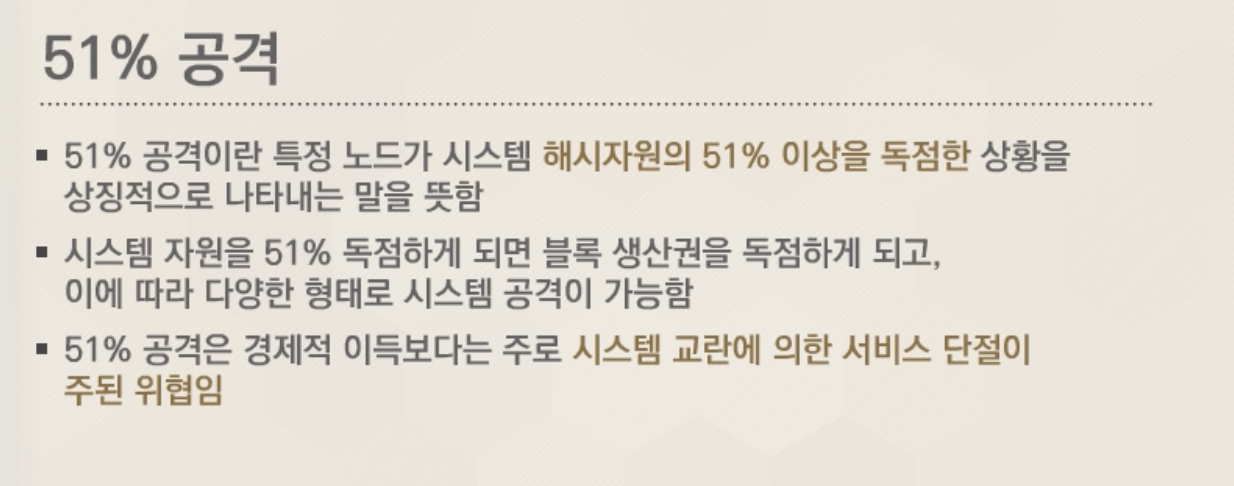 51% 공격
▪ 51% 공격이란 특정 노드가 시스템 해시자원의 51% 이상을 독점한 상황을
상징적으로 나타내는 말을 뜻함
▪ 시스템 자원을 51% 독점하게 되면 블록 생산권을 독점하게 되고,
이에 따라 다양한 형태로 시스템 공격이 가능함
▪ 51% 공격은 경제적 이득보다는 주로 시스템 교란에 의한 서비스 단절이
주된 위협임